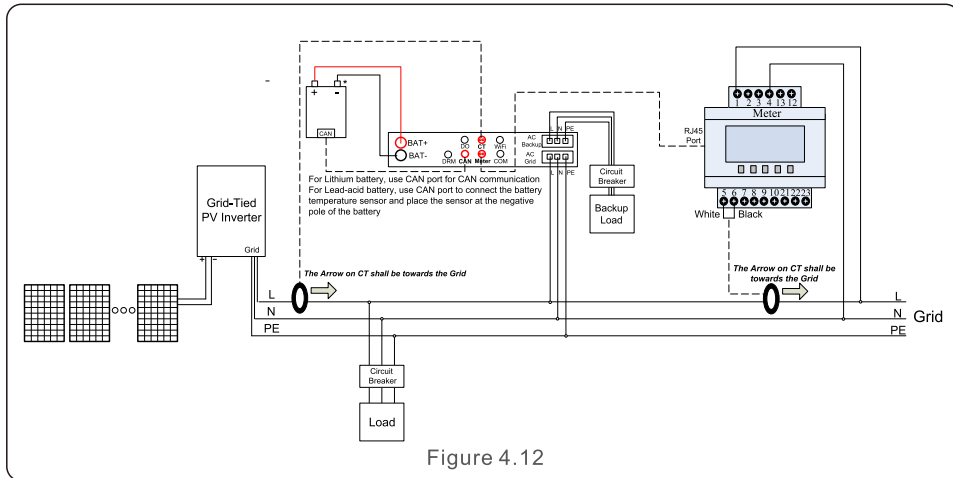 + - *
CAN
BAT+
BAT-
DO CT WiFi
DRM CAN Meter COM
L N PE
AC
Backup
AC
Grid
L N PE
Circuit
Breaker
Backup
Load
1 2 3 4 13 12
Meter
RJ45
Port
5 6 7 8 9 10 21 22 23
White Black
For Lithium battery, use CAN port for CAN communication
For Lead-acid battery, use CAN port to connect the battery
temperature sensor and place the sensor at the negative
pole of the battery
Grid-Tied
PV Inverter
Grid
+ -
The Arrow on CT shall be towards the Grid
The Arrow on CT shall be
towards the Grid
L
N
PE
L
N
PE
Grid
Circuit
Breaker
Load
Figure 4.12